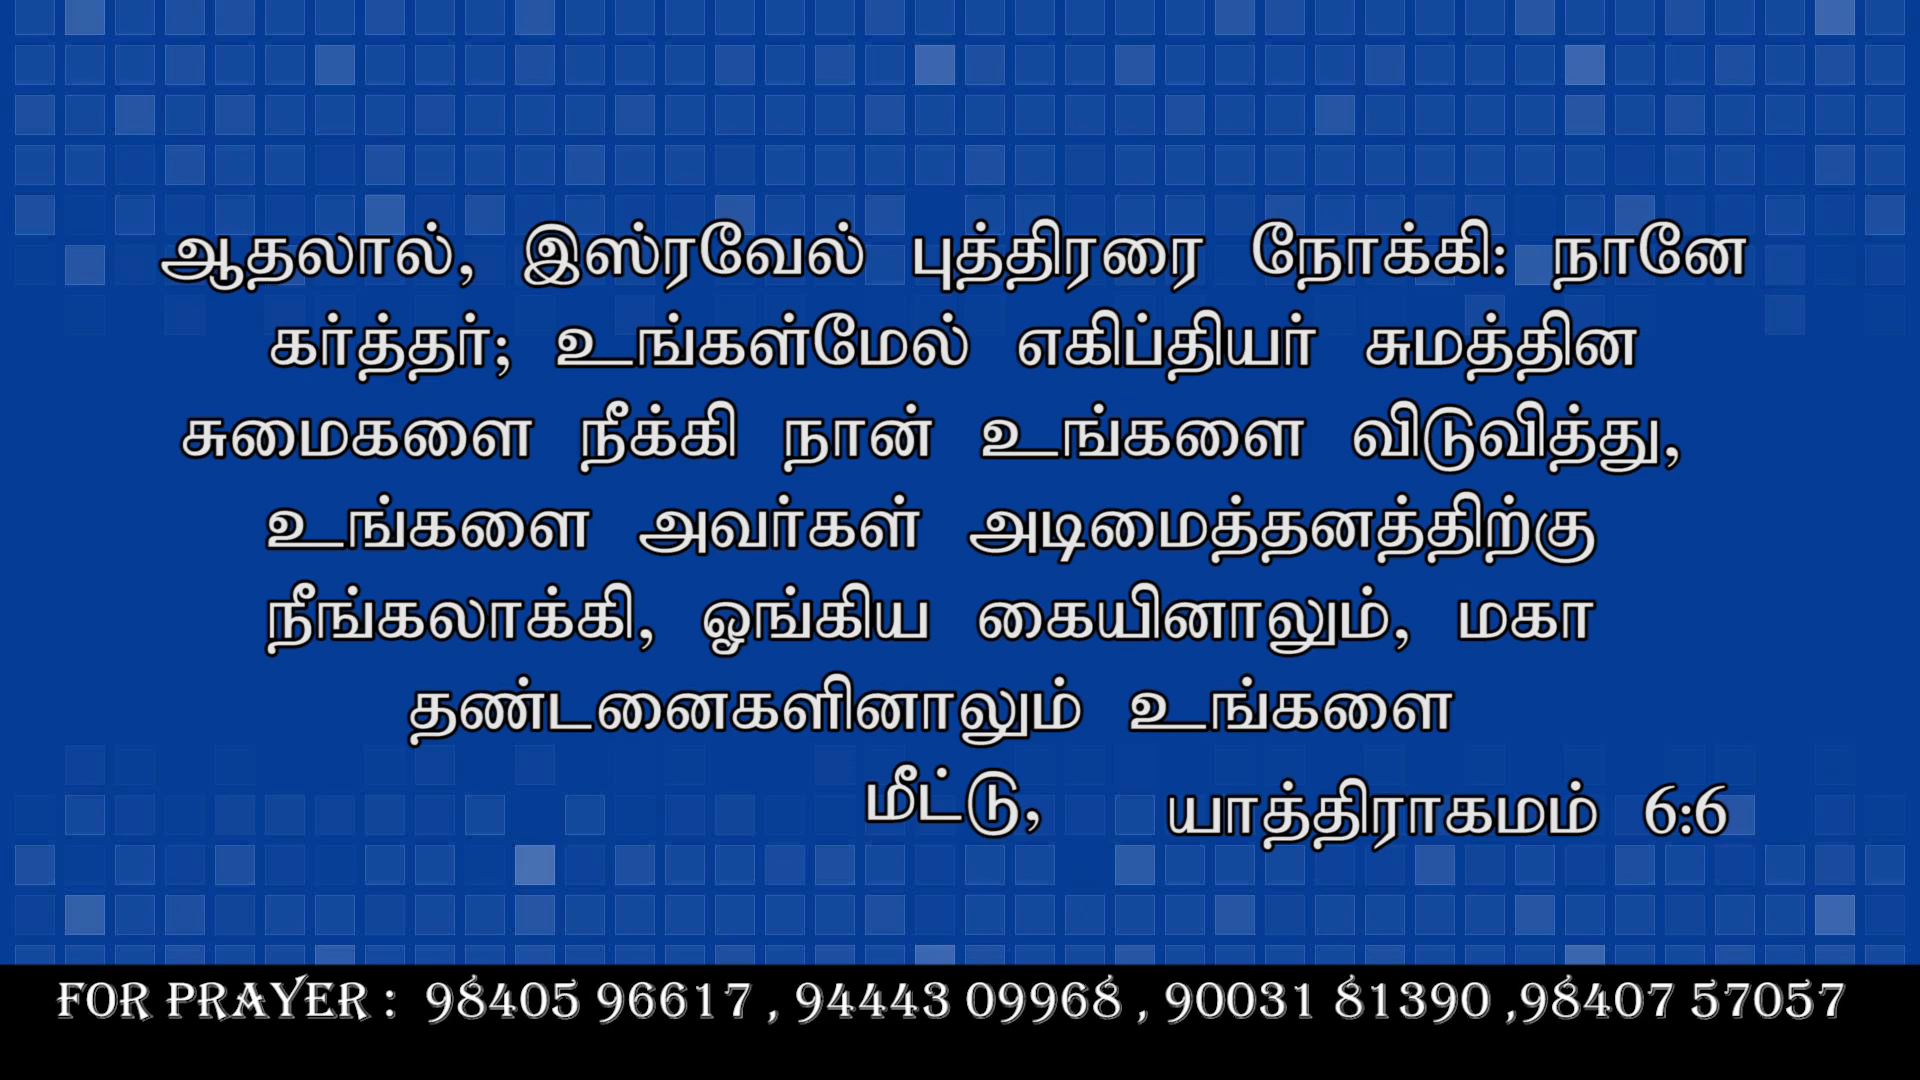 ஆதலால், இஸ்ரவேல் புத்திரரை நோக்கி: நானே
கர்த்தர்; உங்கள்மேல் எகிப்தியர் சுமத்தின
சுமைகளை நீக்கி நான் உங்களை விடுவித்து,
உங்களை அவர்கள் அடிமைத்தனத்திற்கு
நீங்கலாக்கி, ஓங்கிய கையினாலும், மகா
தண்டனைகளினாலும் உங்களை
மீட்டு, யாத்திராகமம் 6:6
FOR PRAYER : 98405 96617 , 94443 09968 , 90031 81390 ,98407 57057